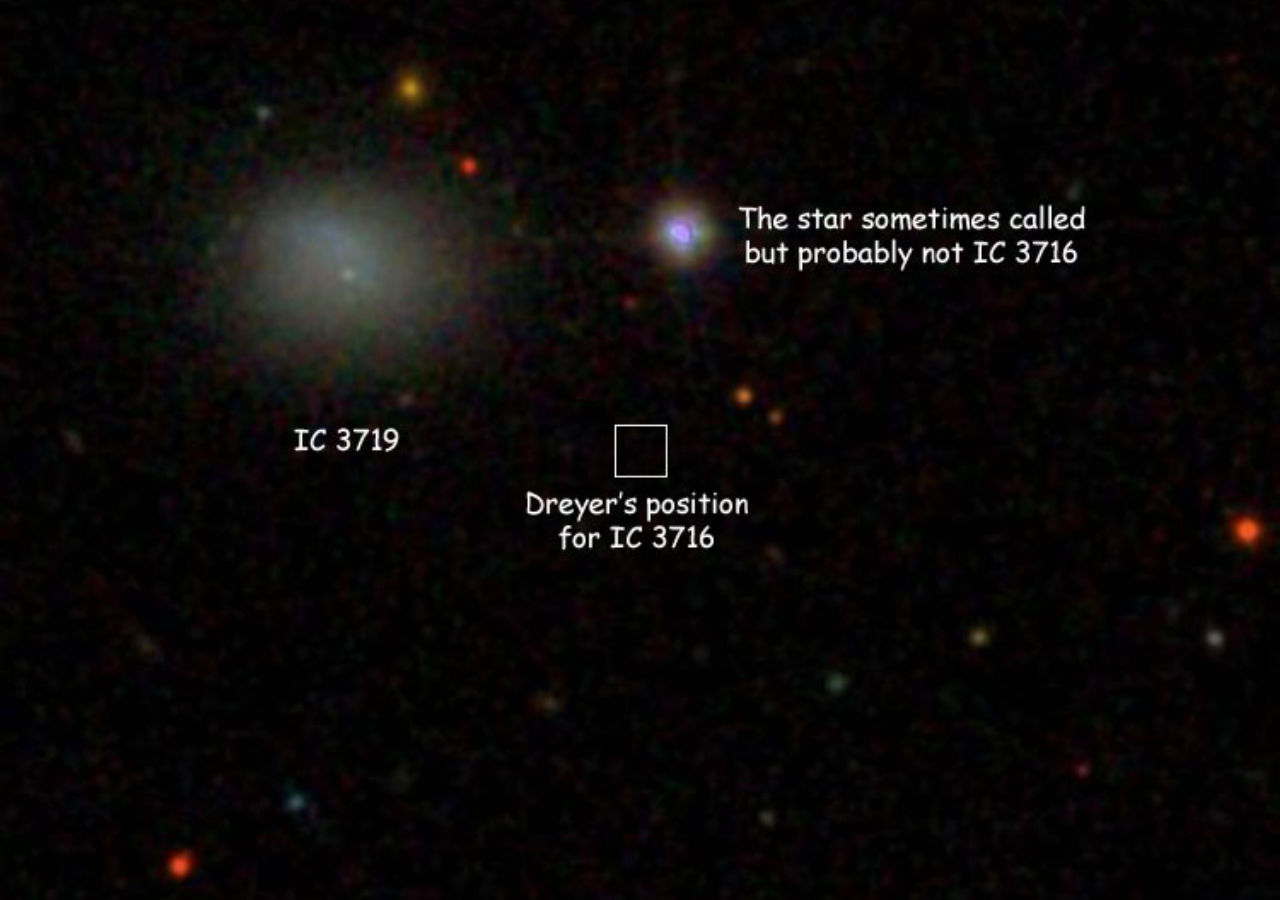 The star sometimes called
but probably not IC 3716
IC 3719
Dreyer's position
for IC 3716